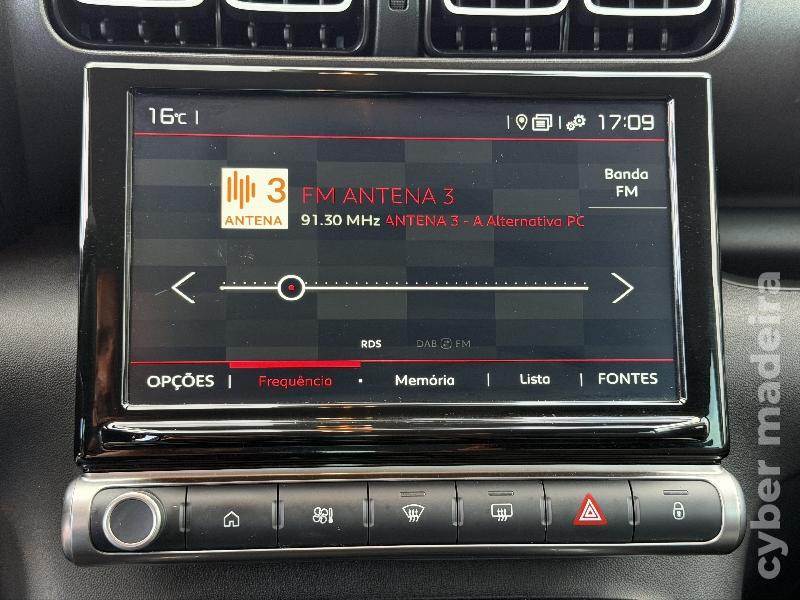 16°C
17:09
3
ANTENA
FM ANTENA 3
91.30 MHz ANTENA 3 - A Alternativa PC
Banda
FM
RDS
DAB FM
OPÇÕES
Frequência
Memória
Lista
FONTES
cyber madeira